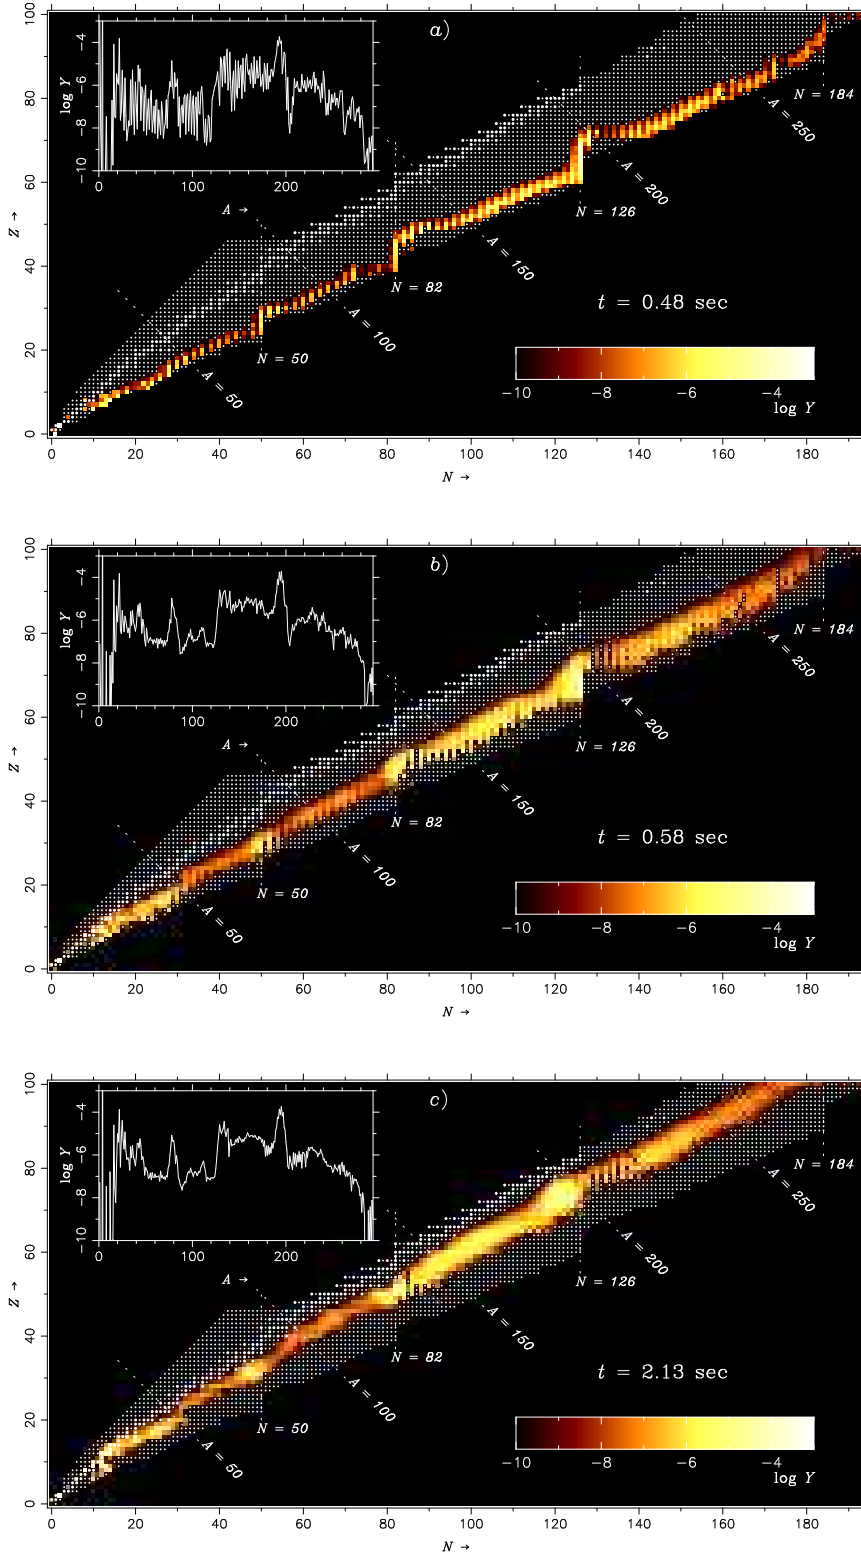 a)
−4
−6
−8
−10
log Y
0 100 200
100
80
60
40
20
0
Z →
A →
N = 184
A = 250
A = 200
N = 126
A = 150
N = 82
A = 100
N = 50
A = 50
t = 0.48 sec
−10 −8 −6 −4
log Y
0 20 40 60 80 100 120 140 160 180
N →
b)
−4
−6
−8
−10
log Y
0 100 200
100
80
60
40
20
0
Z →
A →
N = 184
A = 250
A = 200
N = 126
A = 150
N = 82
A = 100
N = 50
A = 50
t = 0.58 sec
−10 −8 −6 −4
log Y
0 20 40 60 80 100 120 140 160 180
N →
c)
−4
−6
−8
−10
log Y
0 100 200
100
80
60
40
20
0
Z →
A →
N = 184
A = 250
A = 200
N = 126
A = 150
N = 82
A = 100
N = 50
A = 50
t = 2.13 sec
−10 −8 −6 −4
log Y
0 20 40 60 80 100 120 140 160 180
N →